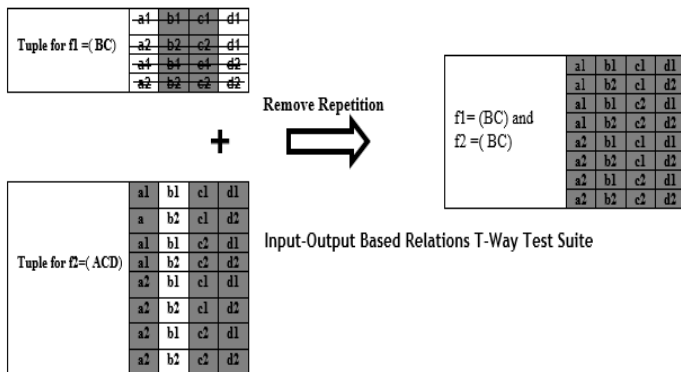 Tuple for f1 =( BC)
a1 b1 c1 d1
a2 b2 c2 d1
a1 b1 c1 d2
a2 b2 c2 d2
+
Remove Repetition
f1= (BC) and
f2 =( BC)
a1 b1 c1 d1
a1 b2 c1 d2
a1 b1 c2 d1
a1 b2 c2 d2
a2 b1 c1 d1
a2 b2 c1 d2
a2 b1 c2 d1
a2 b2 c2 d2
Tuple for f2=( ACD)
a1 b1 c1 d1
a b2 c1 d2
a1 b1 c2 d1
a1 b2 c2 d2
a2 b1 c1 d1
a2 b2 c1 d2
a2 b1 c2 d1
a2 b2 c2 d2
Input-Output Based Relations T-Way Test Suite